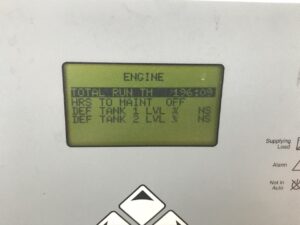 ENGINE
TOTAL RUN TM 196:09
HRS TO MAINT OFF
DEF TANK 1 LVL % NS
DEF TANK 2 LVL % NS
Supplying
Load
Alarm
Not in
Auto